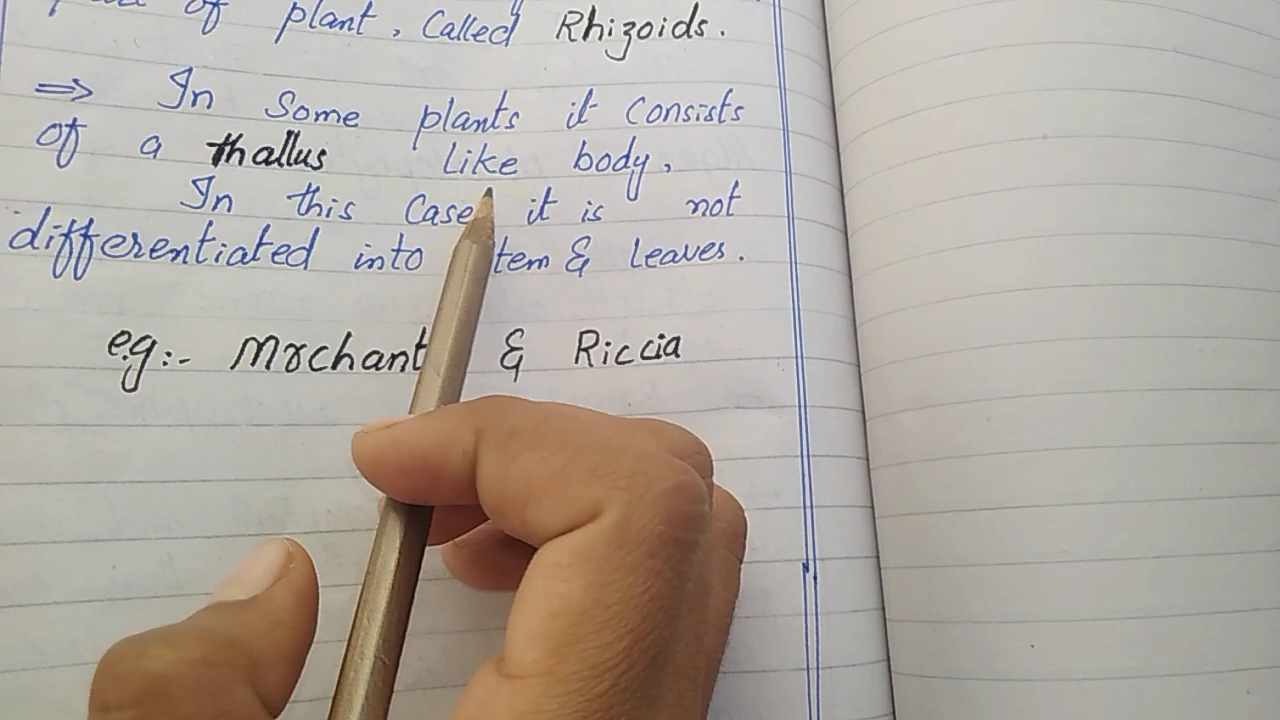 of plant, Called Rhizoids.
⇒ In Some plants it Consists
of a thallus like body,
In this Case it is not
differentiated into tem & leaves.
e.g:- Mrchant & Riccia